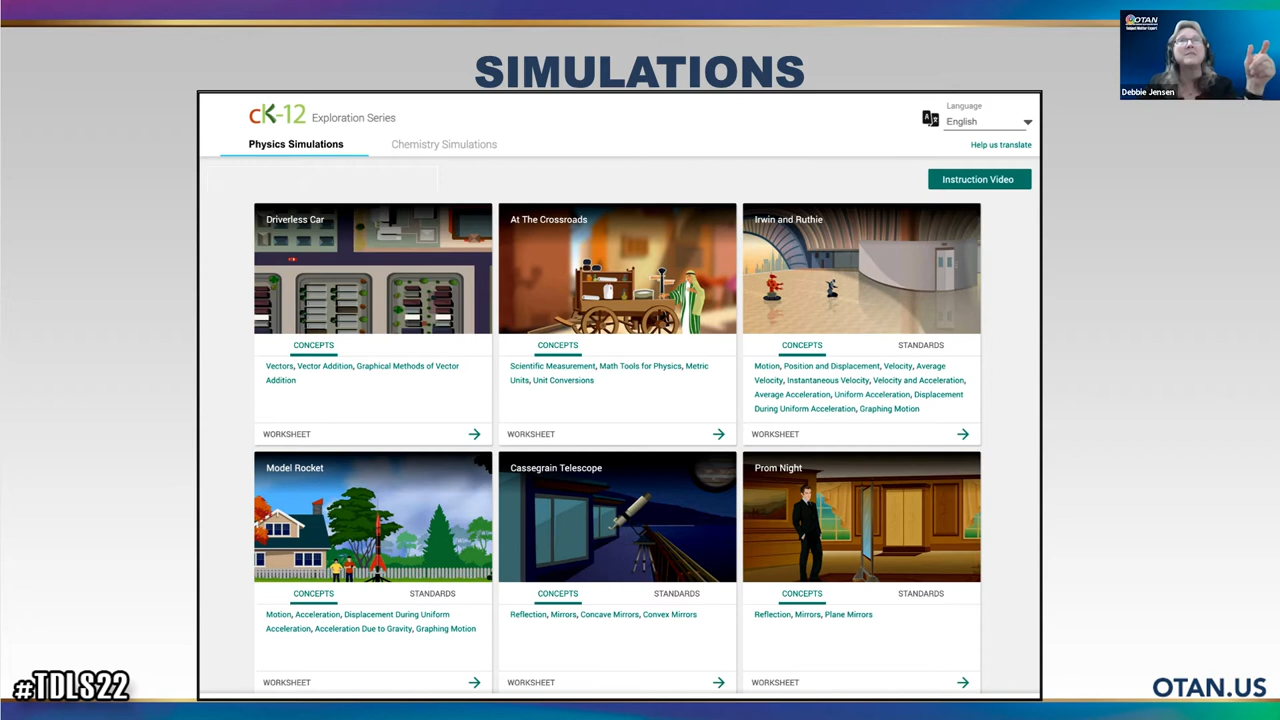 SIMULATIONS
OTAN
Subject Matter Expert
Debbie Jensen
cK-12 Exploration Series
Language
English
Physics Simulations
Chemistry Simulations
Help us translate
Instruction Video
Driverless Car
CONCEPTS
Vectors, Vector Addition, Graphical Methods of Vector
Addition
WORKSHEET
At The Crossroads
CONCEPTS
Scientific Measurement, Math Tools for Physics, Metric
Units, Unit Conversions
WORKSHEET
Irwin and Ruthie
CONCEPTS STANDARDS
Motion, Position and Displacement, Velocity, Average
Velocity, Instantaneous Velocity, Velocity and Acceleration,
Average Acceleration, Uniform Acceleration, Displacement
During Uniform Acceleration, Graphing Motion
WORKSHEET
Model Rocket
CONCEPTS STANDARDS
Motion, Acceleration, Displacement During Uniform
Acceleration, Acceleration Due to Gravity, Graphing Motion
WORKSHEET
Cassegrain Telescope
CONCEPTS STANDARDS
Reflection, Mirrors, Concave Mirrors, Convex Mirrors
WORKSHEET
Prom Night
CONCEPTS STANDARDS
Reflection, Mirrors, Plane Mirrors
WORKSHEET
#TDLS22
OTAN.US